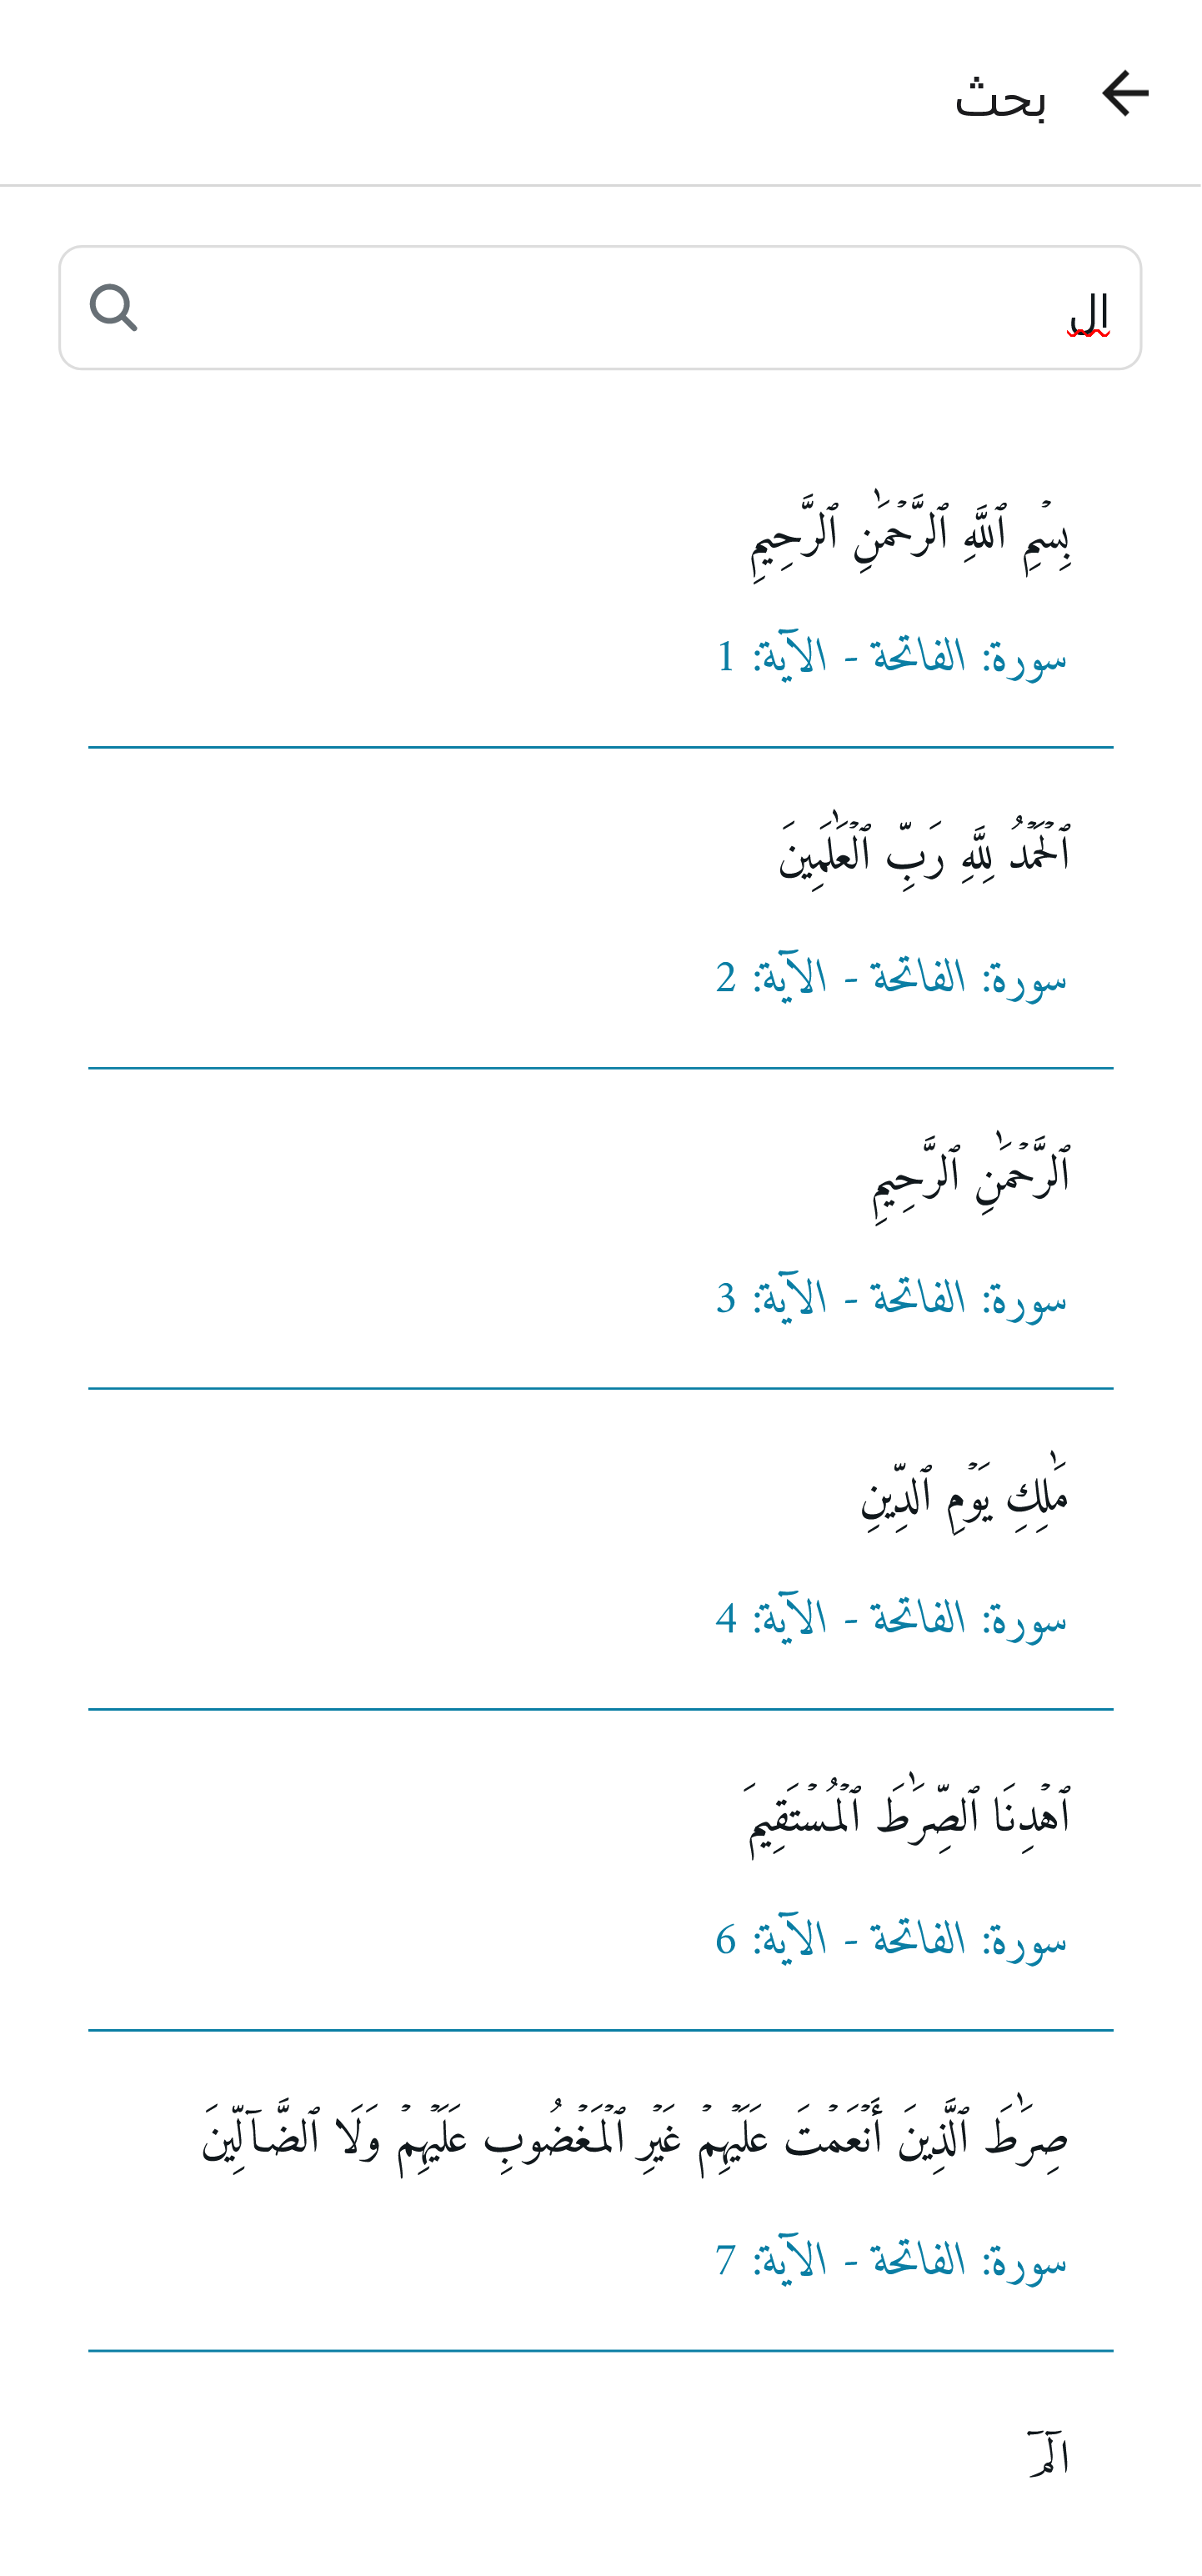 بحث
ال
بِسۡمِ ٱللَّهِ ٱلرَّحۡمَٰنِ ٱلرَّحِيمِ
سورة: الفاتحة - الآية: 1
ٱلۡحَمۡدُ لِلَّهِ رَبِّ ٱلۡعَٰلَمِينَ
سورة: الفاتحة - الآية: 2
ٱلرَّحۡمَٰنِ ٱلرَّحِيمِ
سورة: الفاتحة - الآية: 3
مَٰلِكِ يَوۡمِ ٱلدِّينِ
سورة: الفاتحة - الآية: 4
ٱهۡدِنَا ٱلصِّرَٰطَ ٱلۡمُسۡتَقِيمَ
سورة: الفاتحة - الآية: 6
صِرَٰطَ ٱلَّذِينَ أَنۡعَمۡتَ عَلَيۡهِمۡ غَيۡرِ ٱلۡمَغۡضُوبِ عَلَيۡهِمۡ وَلَا ٱلضَّآلِّينَ
سورة: الفاتحة - الآية: 7
الٓمٓ